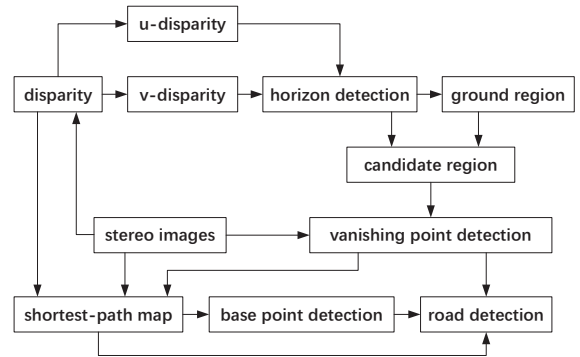 u-disparity
disparity
v-disparity
horizon detection
ground region
candidate region
stereo images
vanishing point detection
shortest-path map
base point detection
road detection